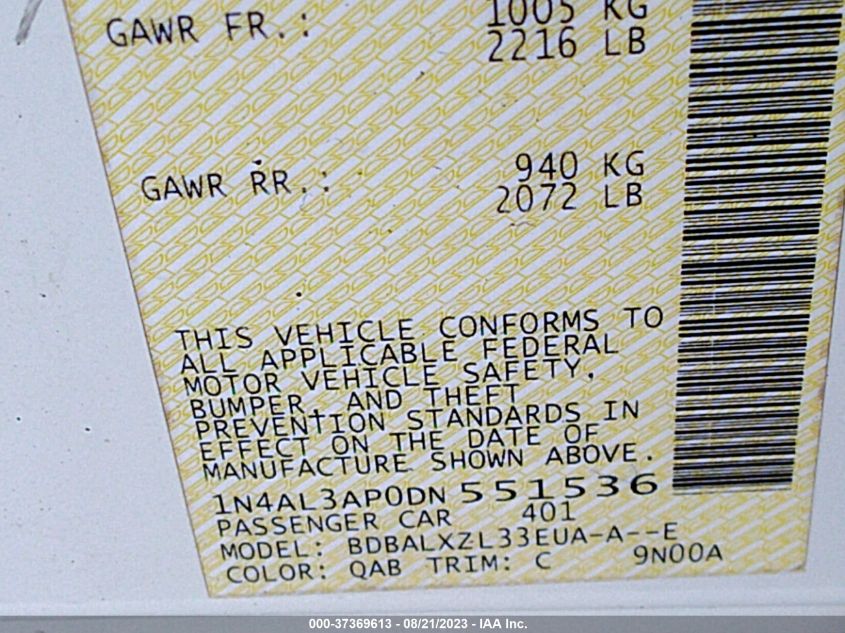 GAWR FR.: 1005 KG
2216 LB
GAWR RR.: 940 KG
2072 LB
THIS VEHICLE CONFORMS TO
ALL APPLICABLE FEDERAL
MOTOR VEHICLE SAFETY,
BUMPER, AND THEFT
PREVENTION STANDARDS IN
EFFECT ON THE DATE OF
MANUFACTURE SHOWN ABOVE.
1N4AL3AP0DN551536
PASSENGER CAR 401
MODEL: BDBALXZL33EUA-A--E
COLOR: QAB TRIM: C 9N00A
000-37369613 - 08/21/2023 - IAA Inc.